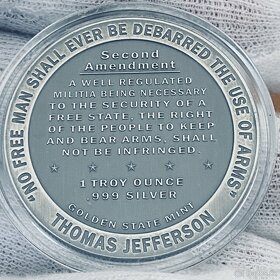 "NO FREE MAN SHALL EVER BE DEBARRED THE USE OF ARMS"
Second
Amendment
A WELL REGULATED
MILITIA BEING NECESSARY
TO THE SECURITY OF A
FREE STATE, THE RIGHT
OF THE PEOPLE TO KEEP
AND BEAR ARMS, SHALL
NOT BE INFRINGED.
1 TROY OUNCE
.999 SILVER
GOLDEN STATE MINT
THOMAS JEFFERSON